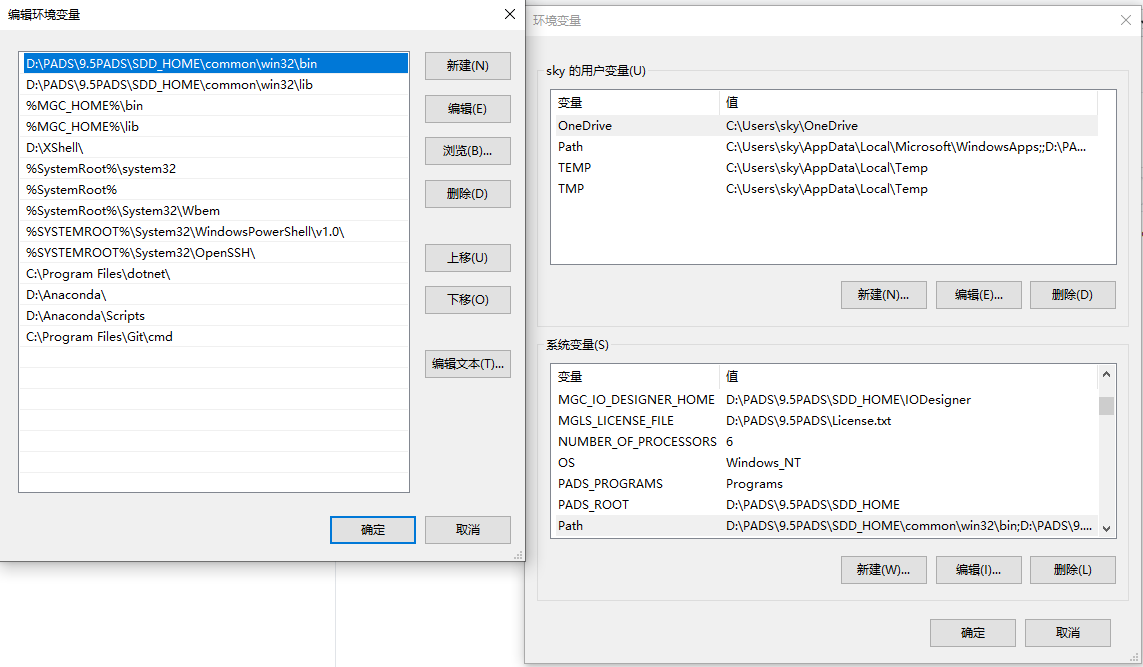 编辑环境变量
D:\PADS\9.5PADS\SDD_HOME\common\win32\bin
D:\PADS\9.5PADS\SDD_HOME\common\win32\lib
%MGC_HOME%\bin
%MGC_HOME%\lib
D:\XShell\
%SystemRoot%\system32
%SystemRoot%
%SystemRoot%\System32\Wbem
%SYSTEMROOT%\System32\WindowsPowerShell\v1.0\
%SYSTEMROOT%\System32\OpenSSH\
C:\Program Files\dotnet\
D:\Anaconda\
D:\Anaconda\Scripts
C:\Program Files\Git\cmd
新建(N)
编辑(E)
浏览(B)...
删除(D)
上移(U)
下移(O)
编辑文本(T)...
确定
取消
环境变量
sky 的用户变量(U)
变量 值
OneDrive C:\Users\sky\OneDrive
Path C:\Users\sky\AppData\Local\Microsoft\WindowsApps;;D:\PA...
TEMP C:\Users\sky\AppData\Local\Temp
TMP C:\Users\sky\AppData\Local\Temp
新建(N)... 编辑(E)... 删除(D)
系统变量(S)
变量 值
MGC_IO_DESIGNER_HOME D:\PADS\9.5PADS\SDD_HOME\IODesigner
MGLS_LICENSE_FILE D:\PADS\9.5PADS\License.txt
NUMBER_OF_PROCESSORS 6
OS Windows_NT
PADS_PROGRAMS Programs
PADS_ROOT D:\PADS\9.5PADS\SDD_HOME
Path D:\PADS\9.5PADS\SDD_HOME\common\win32\bin;D:\PADS\9....
新建(W)... 编辑(I)... 删除(L)
确定 取消